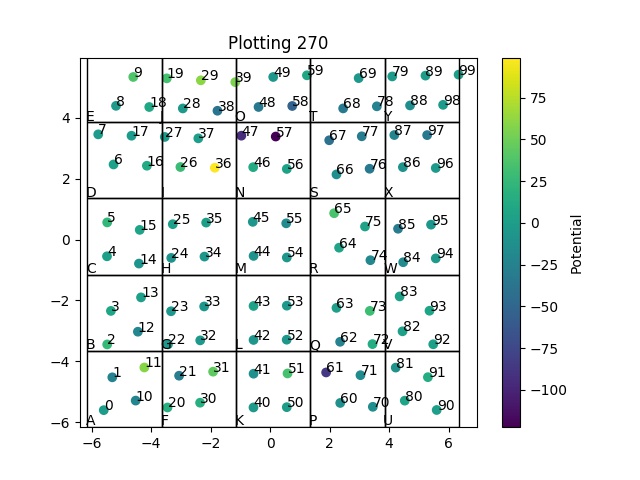 Plotting 270
9 19 29 39 49 59 69 79 89 99
8 18 28 38 48 58 68 78 88 98
E O T Y
7 17 27 37 47 57 67 77 87 97
6 16 26 36 46 56 66 76 86 96
D I N S X
5 15 25 35 45 55 65 75 85 95
4 14 24 34 44 54 64 74 84 94
C H M R W
3 13 23 33 43 53 63 73 83 93
2 12 22 32 42 52 62 72 82 92
B G L Q V
1 11 21 31 41 51 61 71 81 91
0 10 20 30 40 50 60 70 80 90
A F K P U
4
2
0
−2
−4
−6
−6 −4 −2 0 2 4 6
75
50
25
0
−25
−50
−75
−100
Potential